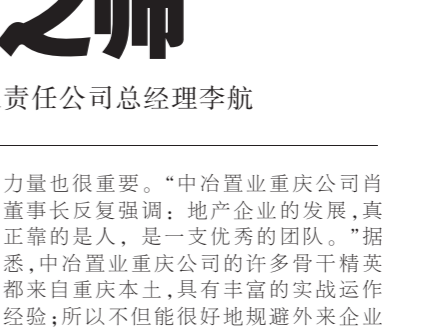 之师
责任公司总经理李航
力量也很重要。“中冶置业重庆公司肖
董事长反复强调：地产企业的发展,真
正靠的是人，是一支优秀的团队。”据
悉,中冶置业重庆公司的许多骨干精英
都来自重庆本土,具有丰富的实战运作
经验;所以不但能很好地规避外来企业